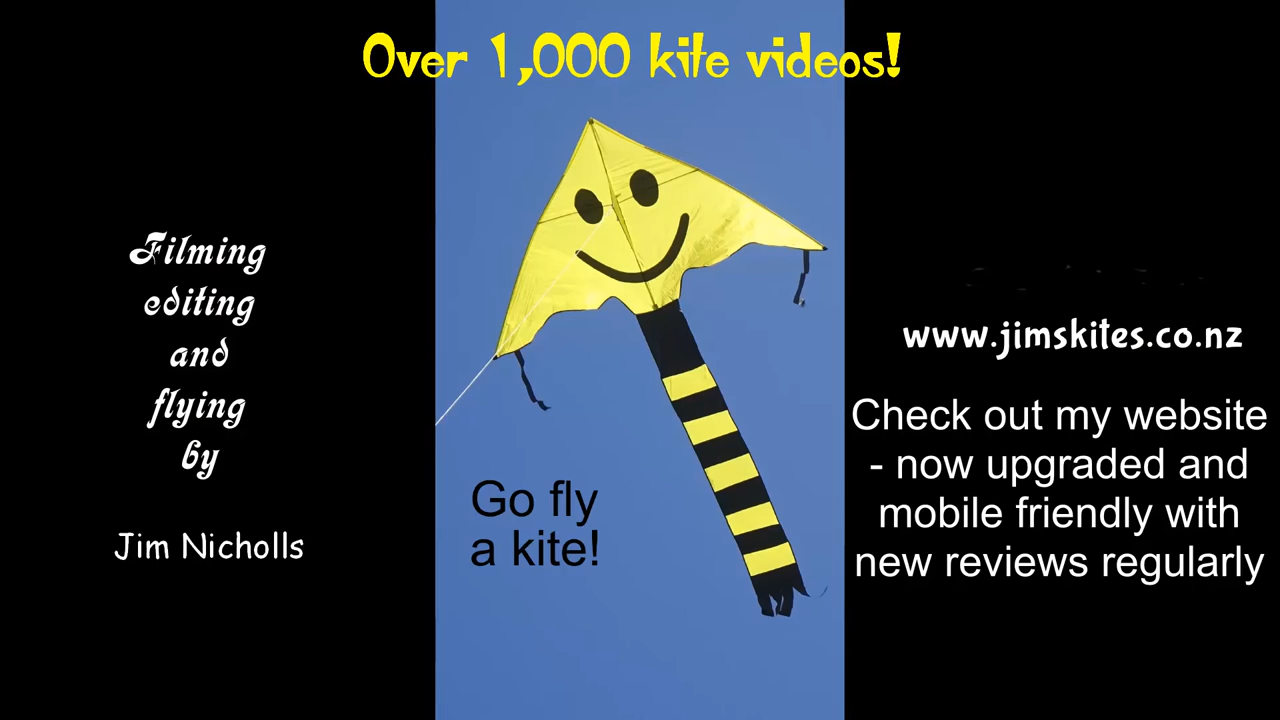 Over 1,000 kite videos!
Filming
editing
and
flying
by
Jim Nicholls
Go fly
a kite!
www.jimskites.co.nz
Check out my website
- now upgraded and
mobile friendly with
new reviews regularly